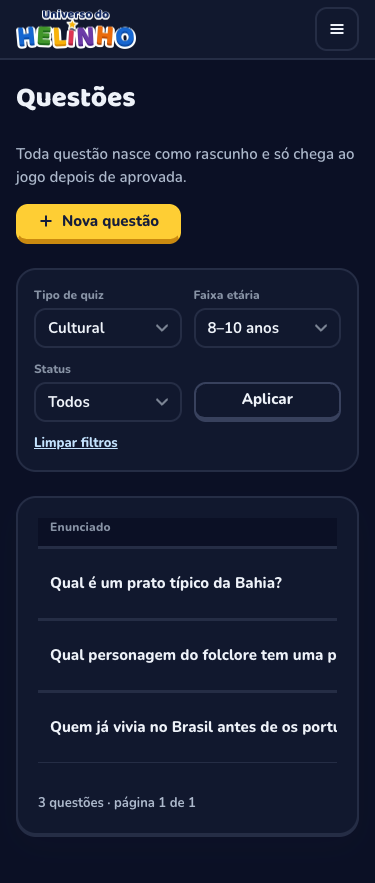 Universo do
HELINHO
Questões
Toda questão nasce como rascunho e só chega ao
jogo depois de aprovada.
+ Nova questão
Tipo de quiz
Faixa etária
Cultural
8–10 anos
Status
Todos
Aplicar
Limpar filtros
Enunciado
Qual é um prato típico da Bahia?
Qual personagem do folclore tem uma p
Quem já vivia no Brasil antes de os portu
3 questões · página 1 de 1